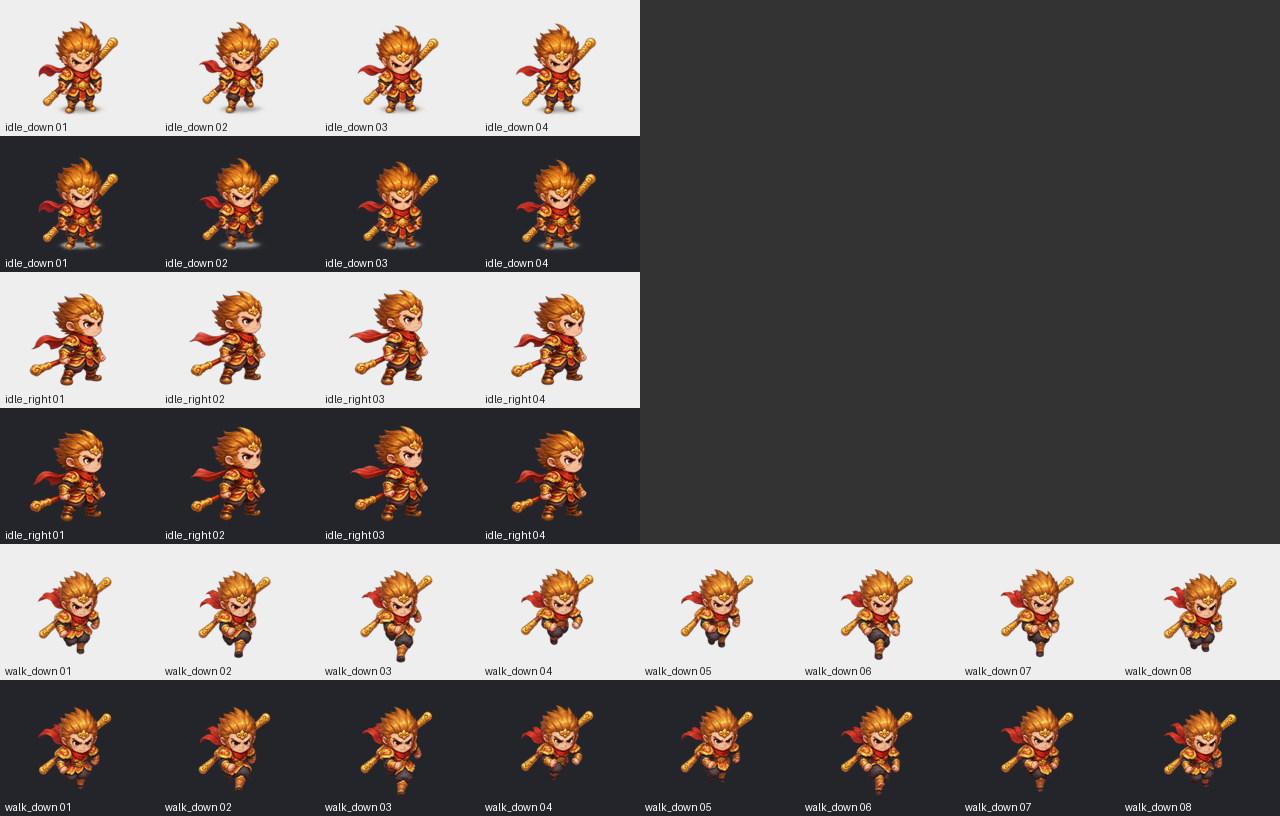 idle_down 01
idle_down 02
idle_down 03
idle_down 04
idle_down 01
idle_down 02
idle_down 03
idle_down 04
idle_right 01
idle_right 02
idle_right 03
idle_right 04
idle_right 01
idle_right 02
idle_right 03
idle_right 04
walk_down 01
walk_down 02
walk_down 03
walk_down 04
walk_down 05
walk_down 06
walk_down 07
walk_down 08
walk_down 01
walk_down 02
walk_down 03
walk_down 04
walk_down 05
walk_down 06
walk_down 07
walk_down 08